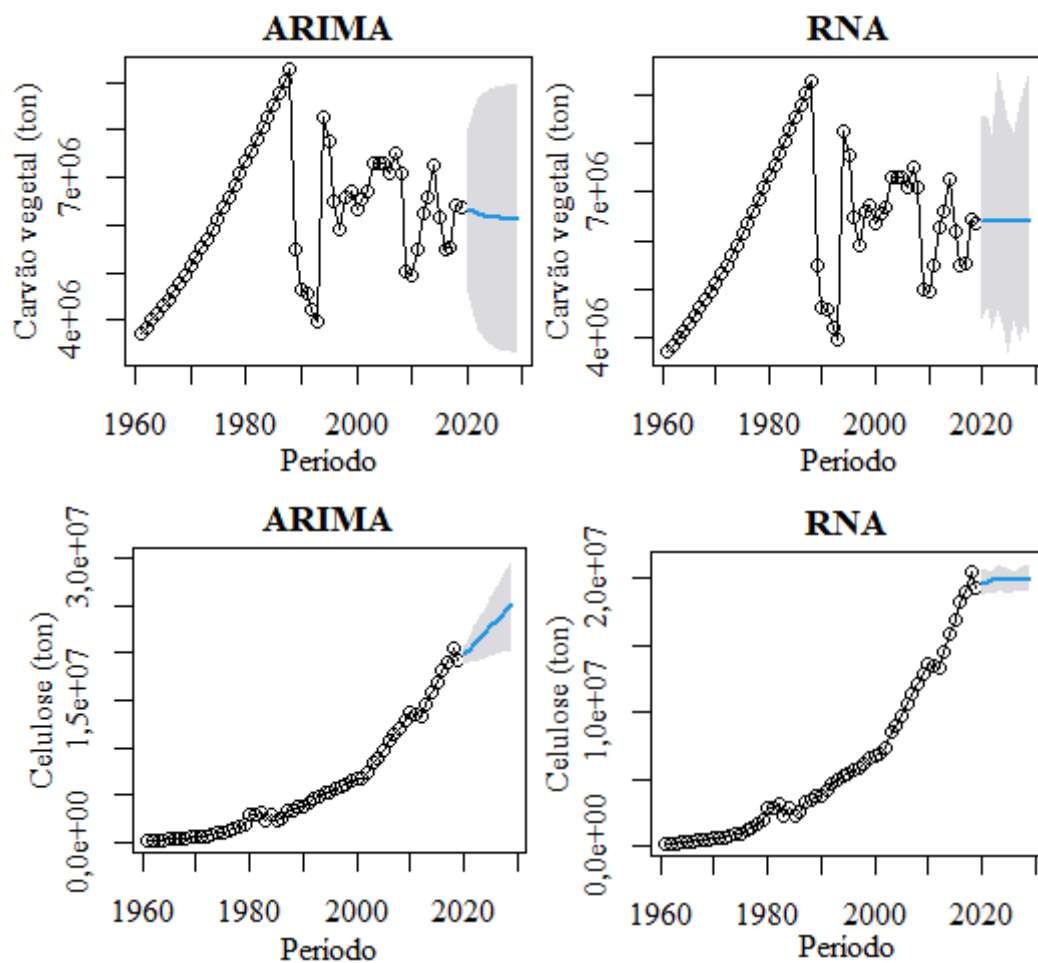 ARIMA
Carvão vegetal (ton)
7e+06
4e+06
1960 1980 2000 2020
Período
RNA
Carvão vegetal (ton)
7e+06
4e+06
1960 1980 2000 2020
Período
ARIMA
Celulose (ton)
3,0e+07
1,5e+07
0,0e+00
1960 1980 2000 2020
Período
RNA
Celulose (ton)
2,0e+07
1,0e+07
0,0e+00
1960 1980 2000 2020
Período